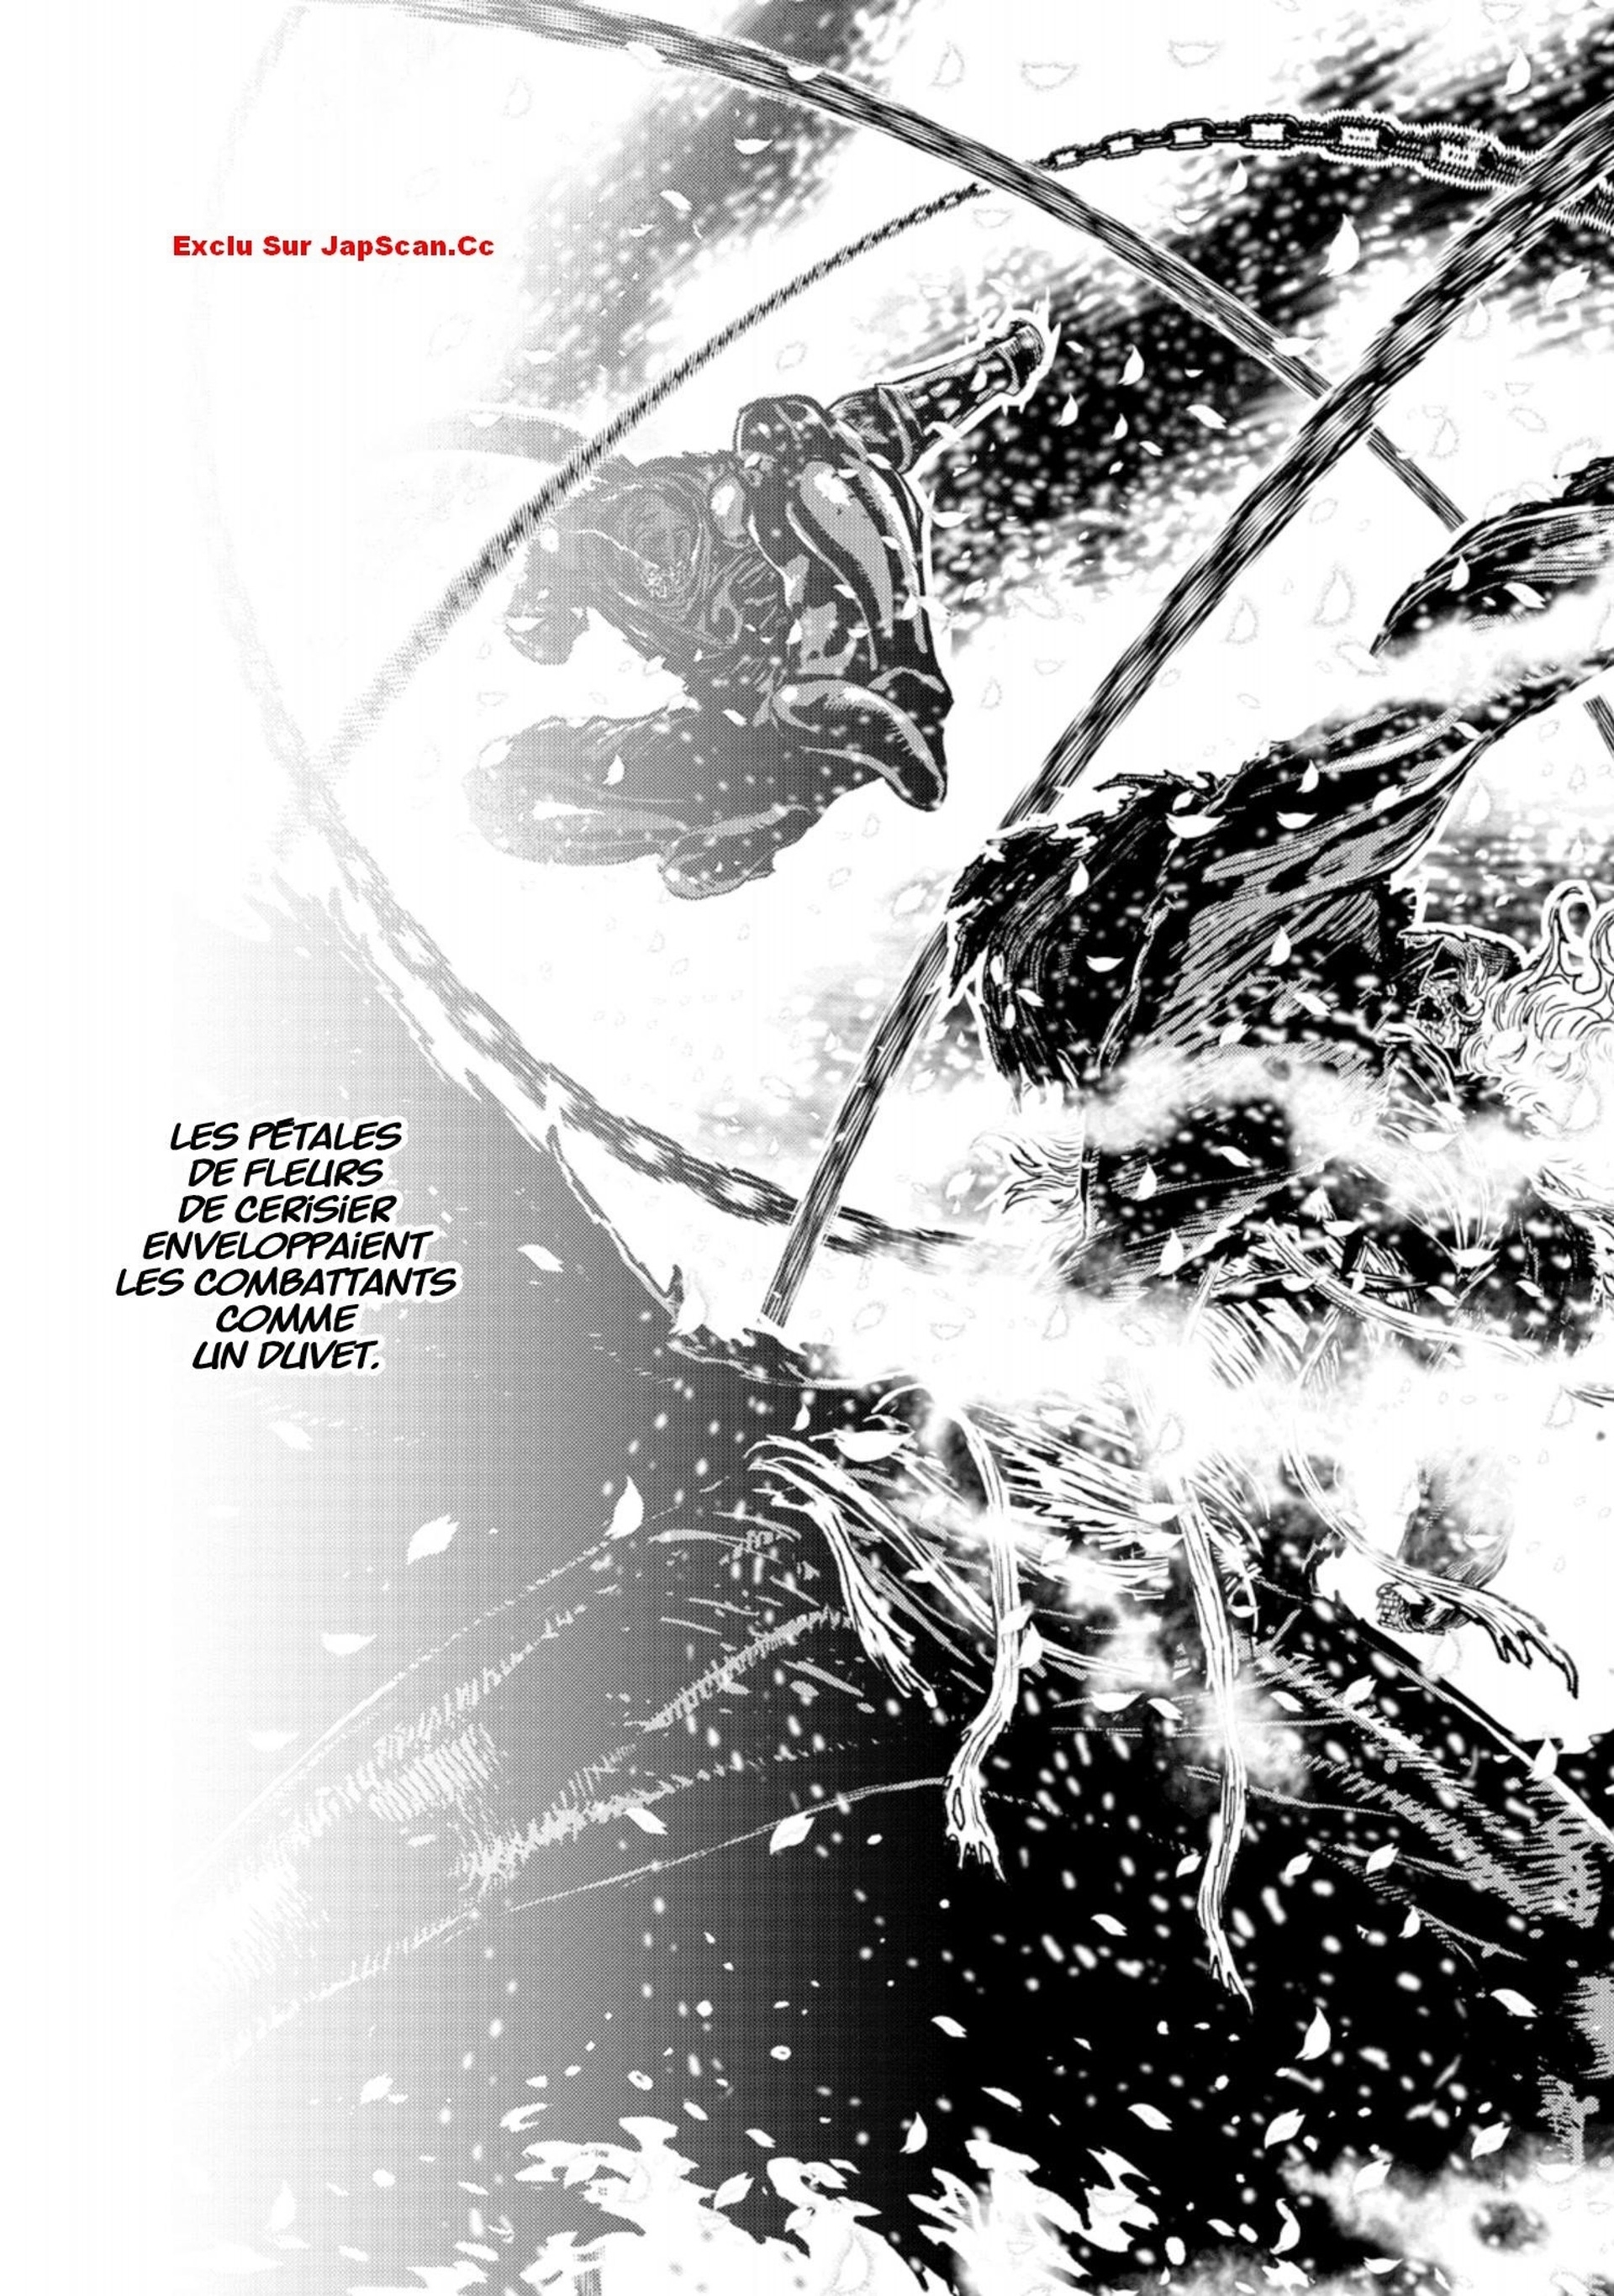 Exclu Sur JapScan.Cc
LES PÉTALES
DE FLEURS
DE CERISIER
ENVELOPPAIENT
LES COMBATTANTS
COMME
UN DUVET.